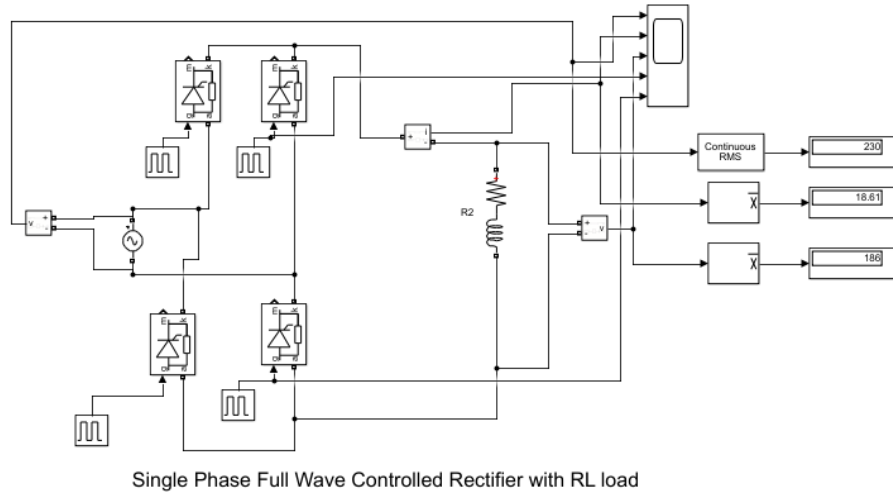 m
k
g
a
m
k
g
a
i
+
-
Continuous
RMS
230
18.61
R2
+
v
-
+
v
-
X
X
186
m
k
g
a
m
k
g
a
Single Phase Full Wave Controlled Rectifier with RL load